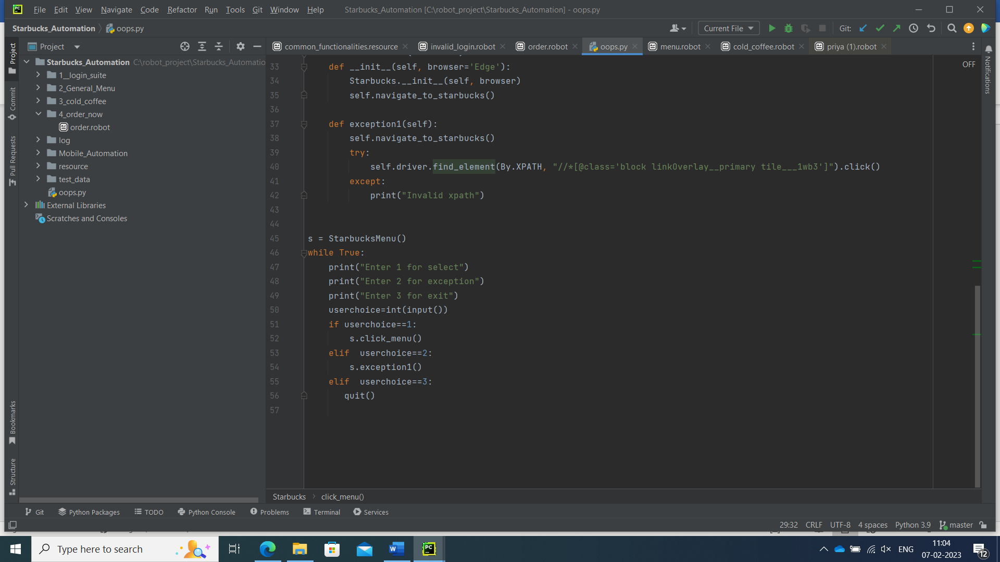 PC File Edit View Navigate Code Refactor Run Tools Git Window Help Starbucks_Automation [C:\robot_project\Starbucks_Automation] - oops.py
Starbucks_Automation oops.py Current File Git:
Project
common_functionalities.resource invalid_login.robot order.robot oops.py menu.robot cold_coffee.robot priya (1).robot
Project
Commit
Pull Requests
Bookmarks
Structure
Notifications
OFF
Starbucks_Automation C:\robot_project\Starbucks_Automatio
1__login_suite
2_General_Menu
3_cold_coffee
4_order_now
order.robot
log
Mobile_Automation
resource
test_data
oops.py
External Libraries
Scratches and Consoles
33 def __init__(self, browser='Edge'):
34 Starbucks.__init__(self, browser)
35 self.navigate_to_starbucks()
36
37 def exception1(self):
38 self.navigate_to_starbucks()
39 try:
40 self.driver.find_element(By.XPATH, "//*[@class='block linkOverlay__primary tile___1wb3']").click()
41 except:
42 print("Invalid xpath")
43
44
45 s = StarbucksMenu()
46 while True:
47 print("Enter 1 for select")
48 print("Enter 2 for exception")
49 print("Enter 3 for exit")
50 userchoice=int(input())
51 if userchoice==1:
52 s.click_menu()
53 elif  userchoice==2:
54 s.exception1()
55 elif  userchoice==3:
56 quit()
57
Starbucks click_menu()
Git Python Packages TODO Python Console Problems Terminal Services
29:32 CRLF UTF-8 4 spaces Python 3.9 master
Type here to search
PC
ENG
11:04
07-02-2023
12